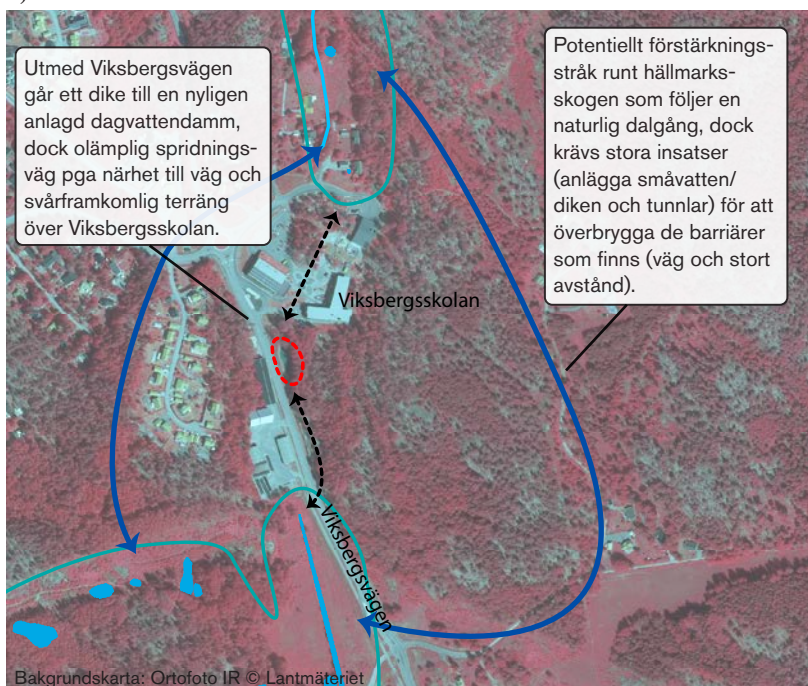 Utmed Viksbergsvägen
går ett dike till en nyligen
anlagd dagvattendamm,
dock olämplig spridnings-
väg pga närhet till väg och
svårframkomlig terräng
över Viksbergsskolan.
Potentiellt förstärknings-
stråk runt hällmarks-
skogen som följer en
naturlig dalgång, dock
krävs stora insatser
(anlägga småvatten/
diken och tunnlar) för att
överbrygga de barriärer
som finns (väg och stort
avstånd).
Viksbergsskolan
Viksbergsvägen
Bakgrundskarta: Ortofoto IR © Lantmäteriet